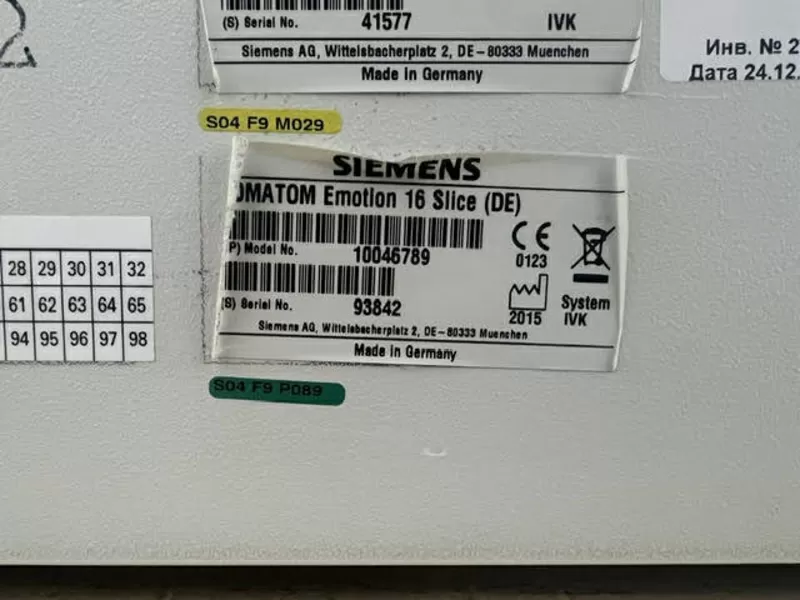 (S) Serial No. 41577 IVK
Siemens AG, Wittelsbacherplatz 2, DE-80333 Muenchen
Made in Germany
Инв. № 2
Дата 24.12.
S04 F9 M029
SIEMENS
OMATOM Emotion 16 Slice (DE)
P) Model No. 10046789
0123
(S) Serial No. 93842
2015
System
IVK
Siemens AG, Wittelsbacherplatz 2, DE-80333 Muenchen
Made in Germany
S04 F9 P089
28 29 30 31 32
61 62 63 64 65
94 95 96 97 98